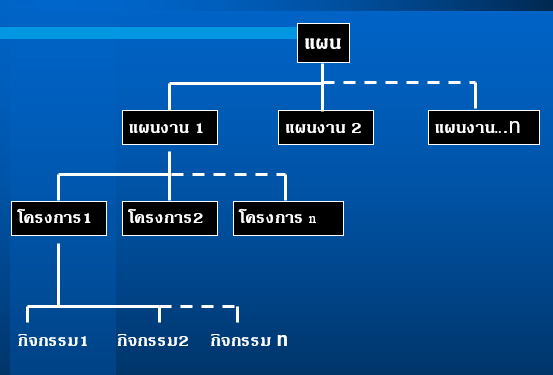 แผน
แผนงาน 1 แผนงาน 2 แผนงาน...n
โครงการ1 โครงการ2 โครงการ n
กิจกรรม1 กิจกรรม2 กิจกรรม n